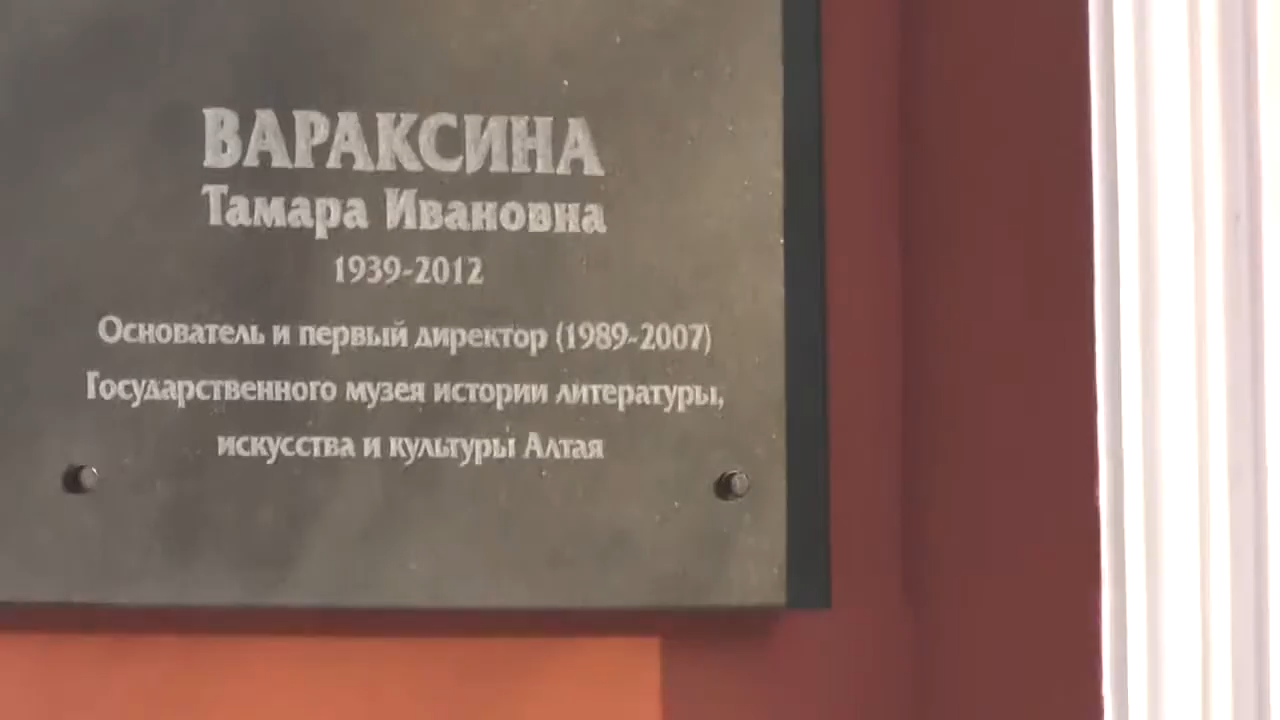 ВАРАКСИНА
Тамара Ивановна
1939-2012
Основатель и первый директор (1989-2007)
Государственного музея истории литературы,
искусства и культуры Алтая